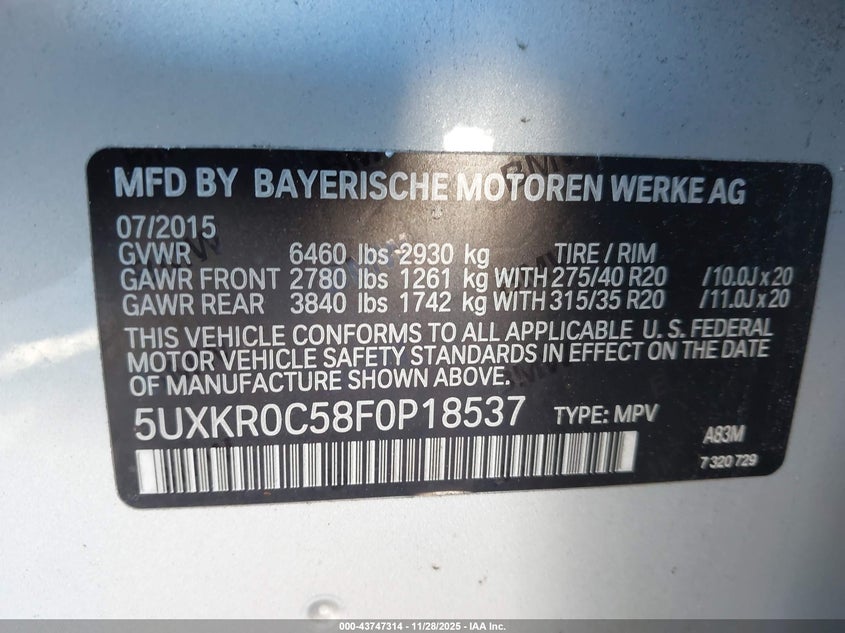 MFD BY BAYERISCHE MOTOREN WERKE AG
07/2015
GVWR 6460 lbs 2930 kg TIRE / RIM
GAWR FRONT 2780 lbs 1261 kg WITH 275/40 R20 /10.0J x 20
GAWR REAR 3840 lbs 1742 kg WITH 315/35 R20 /11.0J x 20
THIS VEHICLE CONFORMS TO ALL APPLICABLE U. S. FEDERAL
MOTOR VEHICLE SAFETY STANDARDS IN EFFECT ON THE DATE
OF MANUFACTURE SHOWN ABOVE.
5UXKR0C58F0P18537 TYPE: MPV A83M
7 320 729
000-43747314 | 11/28/2025 - IAA Inc.